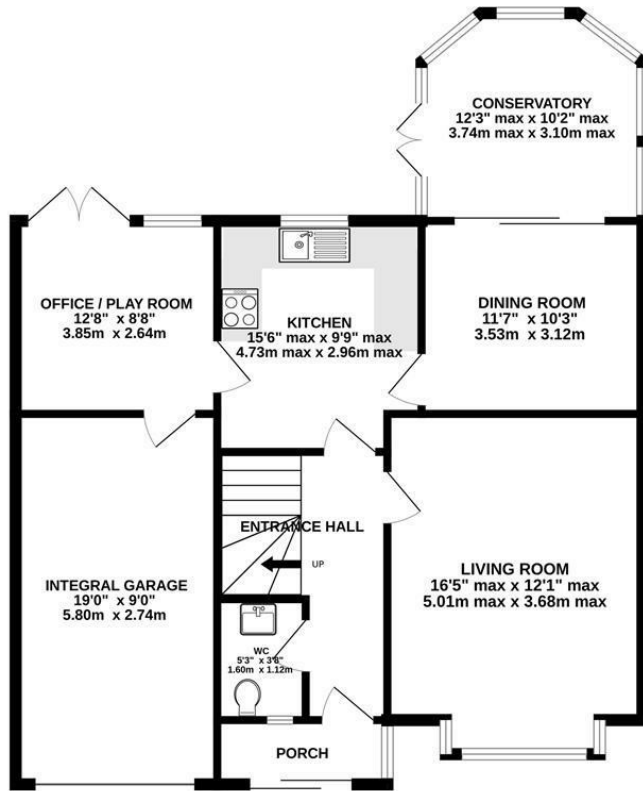 CONSERVATORY
12'3" max x 10'2" max
3.74m max x 3.10m max
OFFICE / PLAY ROOM
12'8" x 8'8"
3.85m x 2.64m
KITCHEN
15'6" max x 9'9" max
4.73m max x 2.96m max
DINING ROOM
11'7" x 10'3"
3.53m x 3.12m
ENTRANCE HALL
UP
INTEGRAL GARAGE
19'0" x 9'0"
5.80m x 2.74m
LIVING ROOM
16'5" max x 12'1" max
5.01m max x 3.68m max
WC
5'3" x 3'8"
1.60m x 1.12m
PORCH